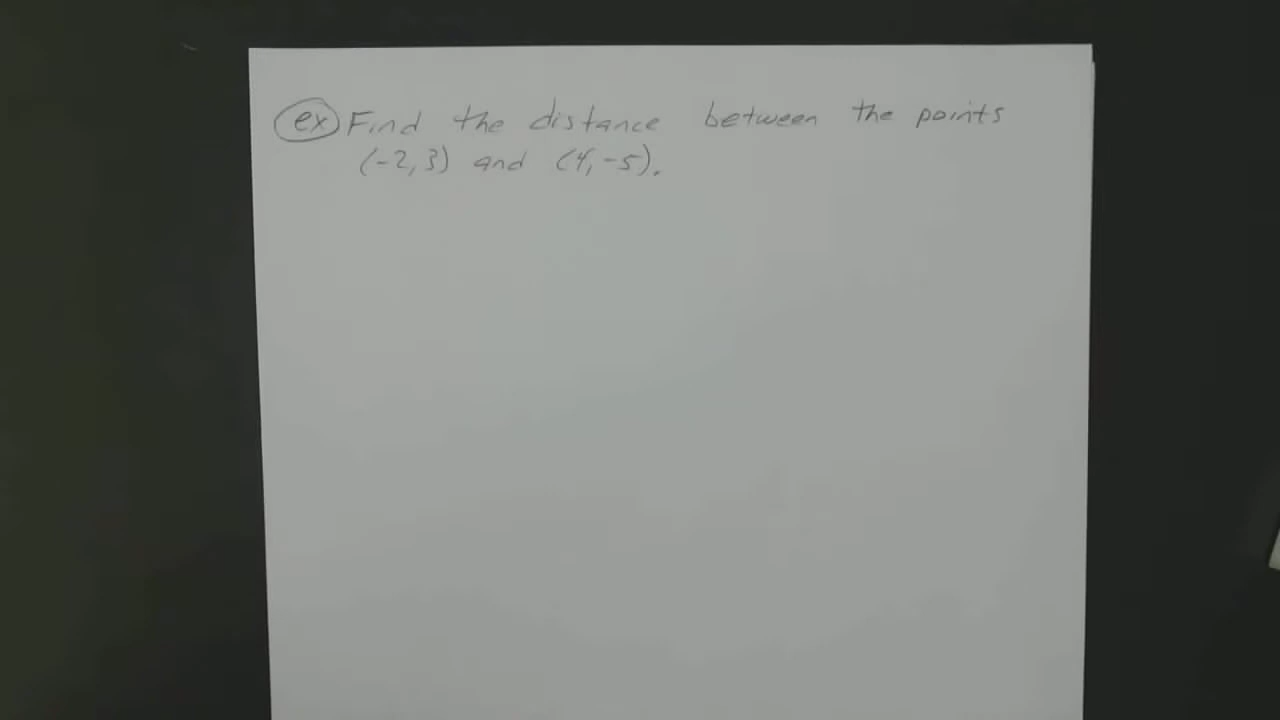 ex Find the distance between the points
(-2,3) and (4,-5).